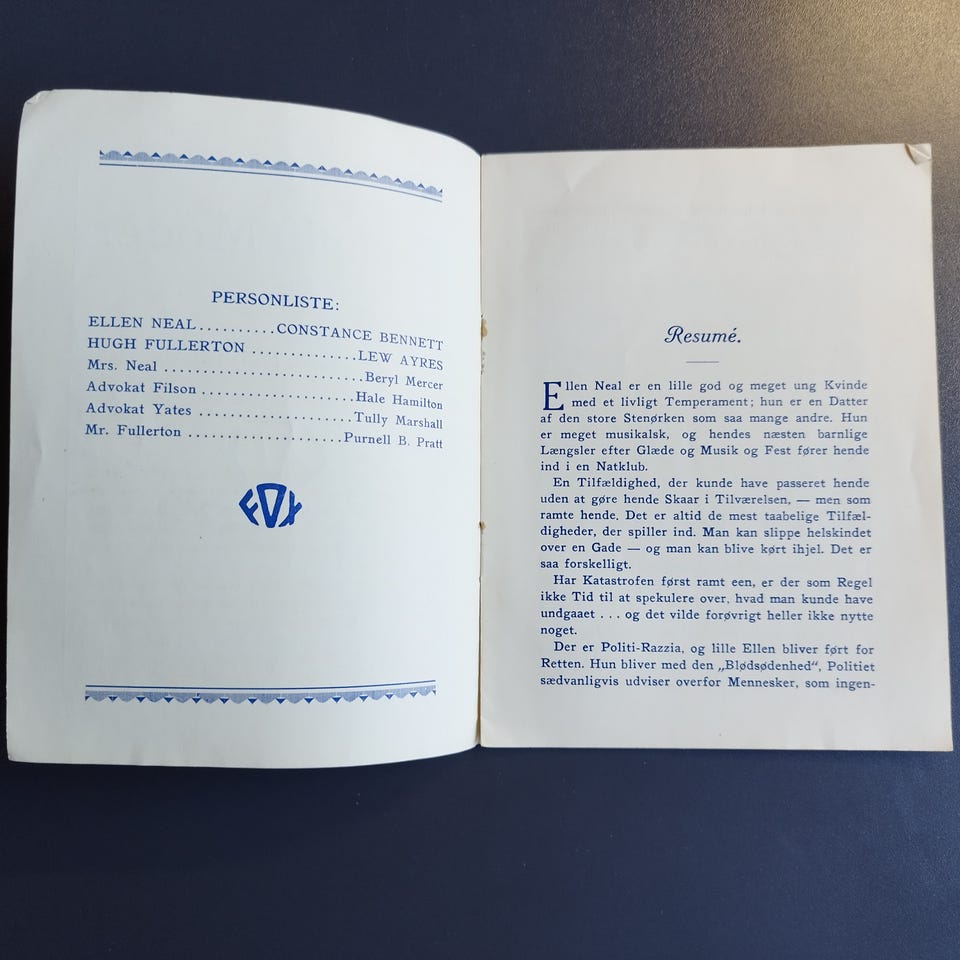 PERSONLISTE:
ELLEN NEAL..........CONSTANCE BENNETT
HUGH FULLERTON ..............LEW AYRES
Mrs. Neal ..........................Beryl Mercer
Advokat Filson ....................Hale Hamilton
Advokat Yates ....................Tully Marshall
Mr. Fullerton ....................Purnell B. Pratt
FOX
Resumé.
Ellen Neal er en lille god og meget ung Kvinde
med et livligt Temperament; hun er en Datter
af den store Stenørken som saa mange andre. Hun
er meget musikalsk, og hendes næsten barnlige
Længsler efter Glæde og Musik og Fest fører hende
ind i en Natklub.
En Tilfældighed, der kunde have passeret hende
uden at gøre hende Skaar i Tilværelsen, — men som
ramte hende. Det er altid de mest taabelige Tilfæl-
digheder, der spiller ind. Man kan slippe helskindet
over en Gade — og man kan blive kørt ihjel. Det er
saa forskelligt.
Har Katastrofen først ramt een, er der som Regel
ikke Tid til at spekulere over, hvad man kunde have
undgaaet . . . og det vilde forøvrigt heller ikke nytte
noget.
Der er Politi-Razzia, og lille Ellen bliver ført for
Retten. Hun bliver med den „Blødsødenhed“, Politiet
sædvanligvis udviser overfor Mennesker, som ingen-